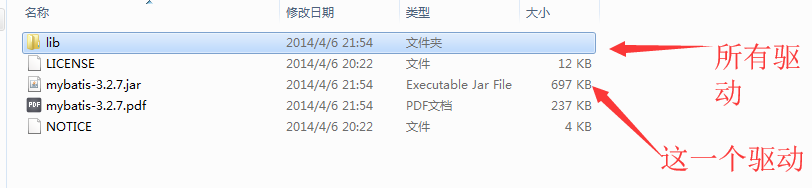 名称 修改日期 类型 大小
lib 2014/4/6 21:54 文件夹
LICENSE 2014/4/6 20:22 文件 12 KB
mybatis-3.2.7.jar 2014/4/6 21:54 Executable Jar File 697 KB
PDF mybatis-3.2.7.pdf 2014/4/6 21:54 PDF文档 237 KB
NOTICE 2014/4/6 20:22 文件 4 KB
所有驱
动
这一个驱动